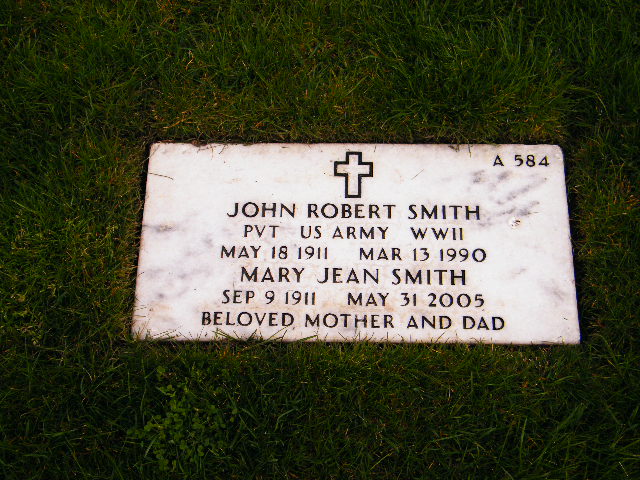 A 584
JOHN ROBERT SMITH
PVT US ARMY WWII
MAY 18 1911 MAR 13 1990
MARY JEAN SMITH
SEP 9 1911 MAY 31 2005
BELOVED MOTHER AND DAD